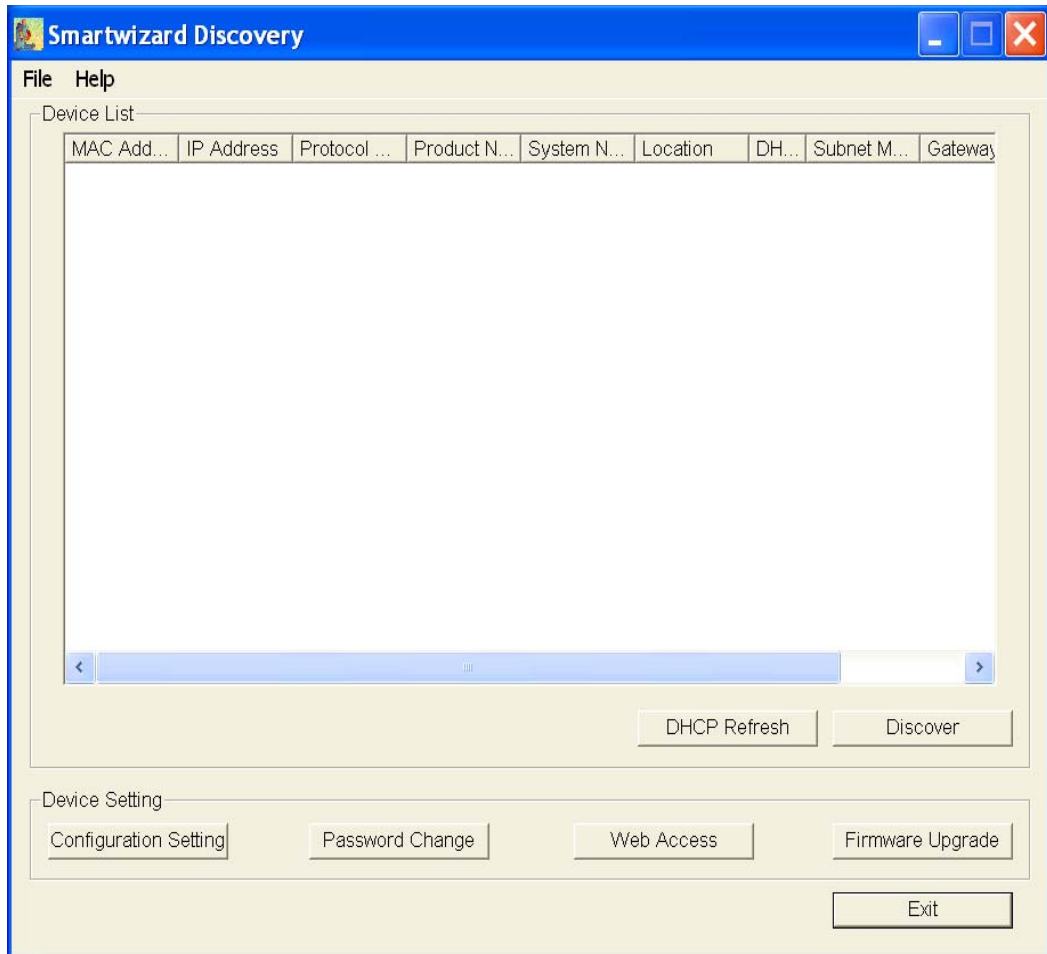 Smartwizard Discovery
File Help
Device List
MAC Add... IP Address Protocol ... Product N... System N... Location DH... Subnet M... Gateway
DHCP Refresh Discover
Device Setting
Configuration Setting Password Change Web Access Firmware Upgrade
Exit